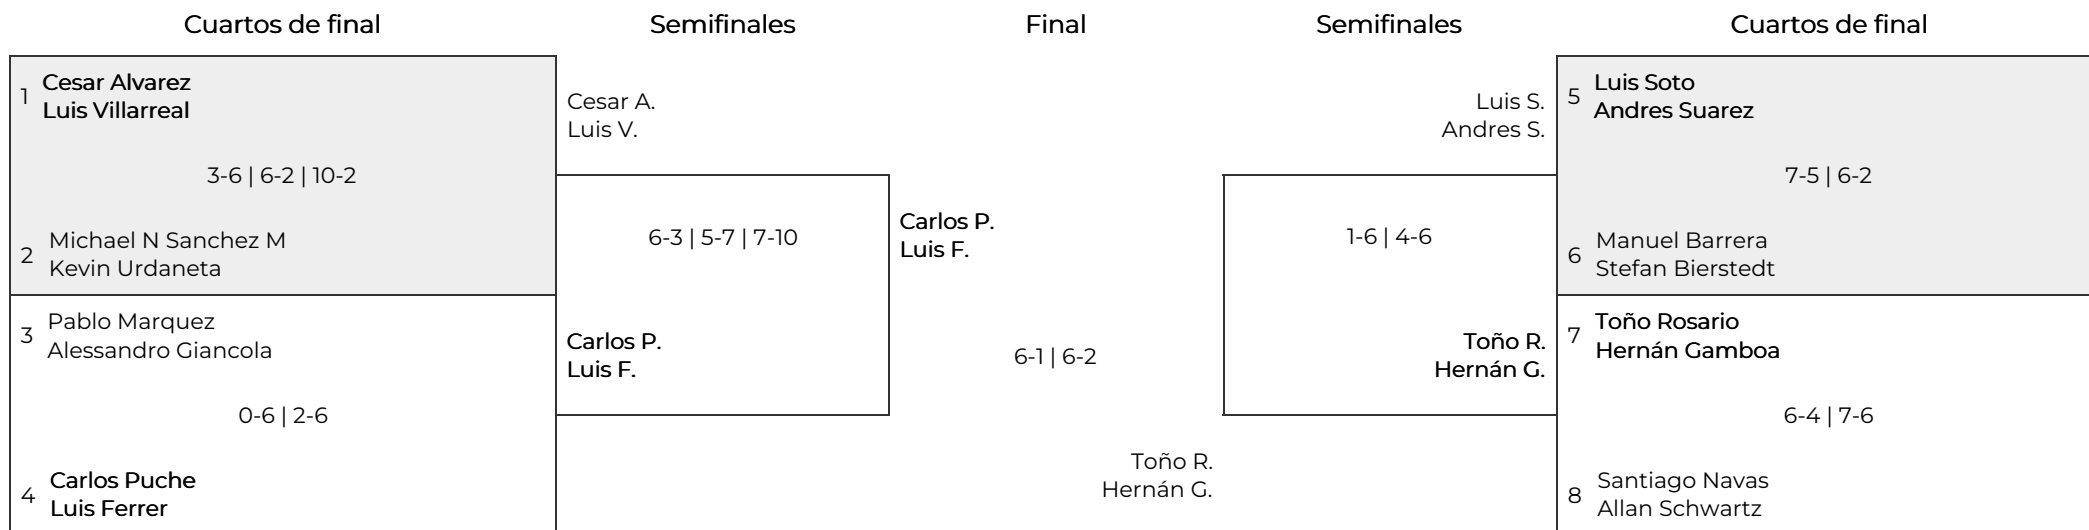 Cuartos de final
Semifinales
Final
Semifinales
Cuartos de final
1
Cesar Alvarez
Luis Villarreal
3-6 | 6-2 | 10-2
2
Michael N Sanchez M
Kevin Urdaneta
3
Pablo Marquez
Alessandro Giancola
0-6 | 2-6
4
Carlos Puche
Luis Ferrer
Cesar A.
Luis V.
6-3 | 5-7 | 7-10
Carlos P.
Luis F.
Carlos P.
Luis F.
6-1 | 6-2
Toño R.
Hernán G.
Luis S.
Andres S.
1-6 | 4-6
Toño R.
Hernán G.
5
Luis Soto
Andres Suarez
7-5 | 6-2
6
Manuel Barrera
Stefan Bierstedt
7
Toño Rosario
Hernán Gamboa
6-4 | 7-6
8
Santiago Navas
Allan Schwartz